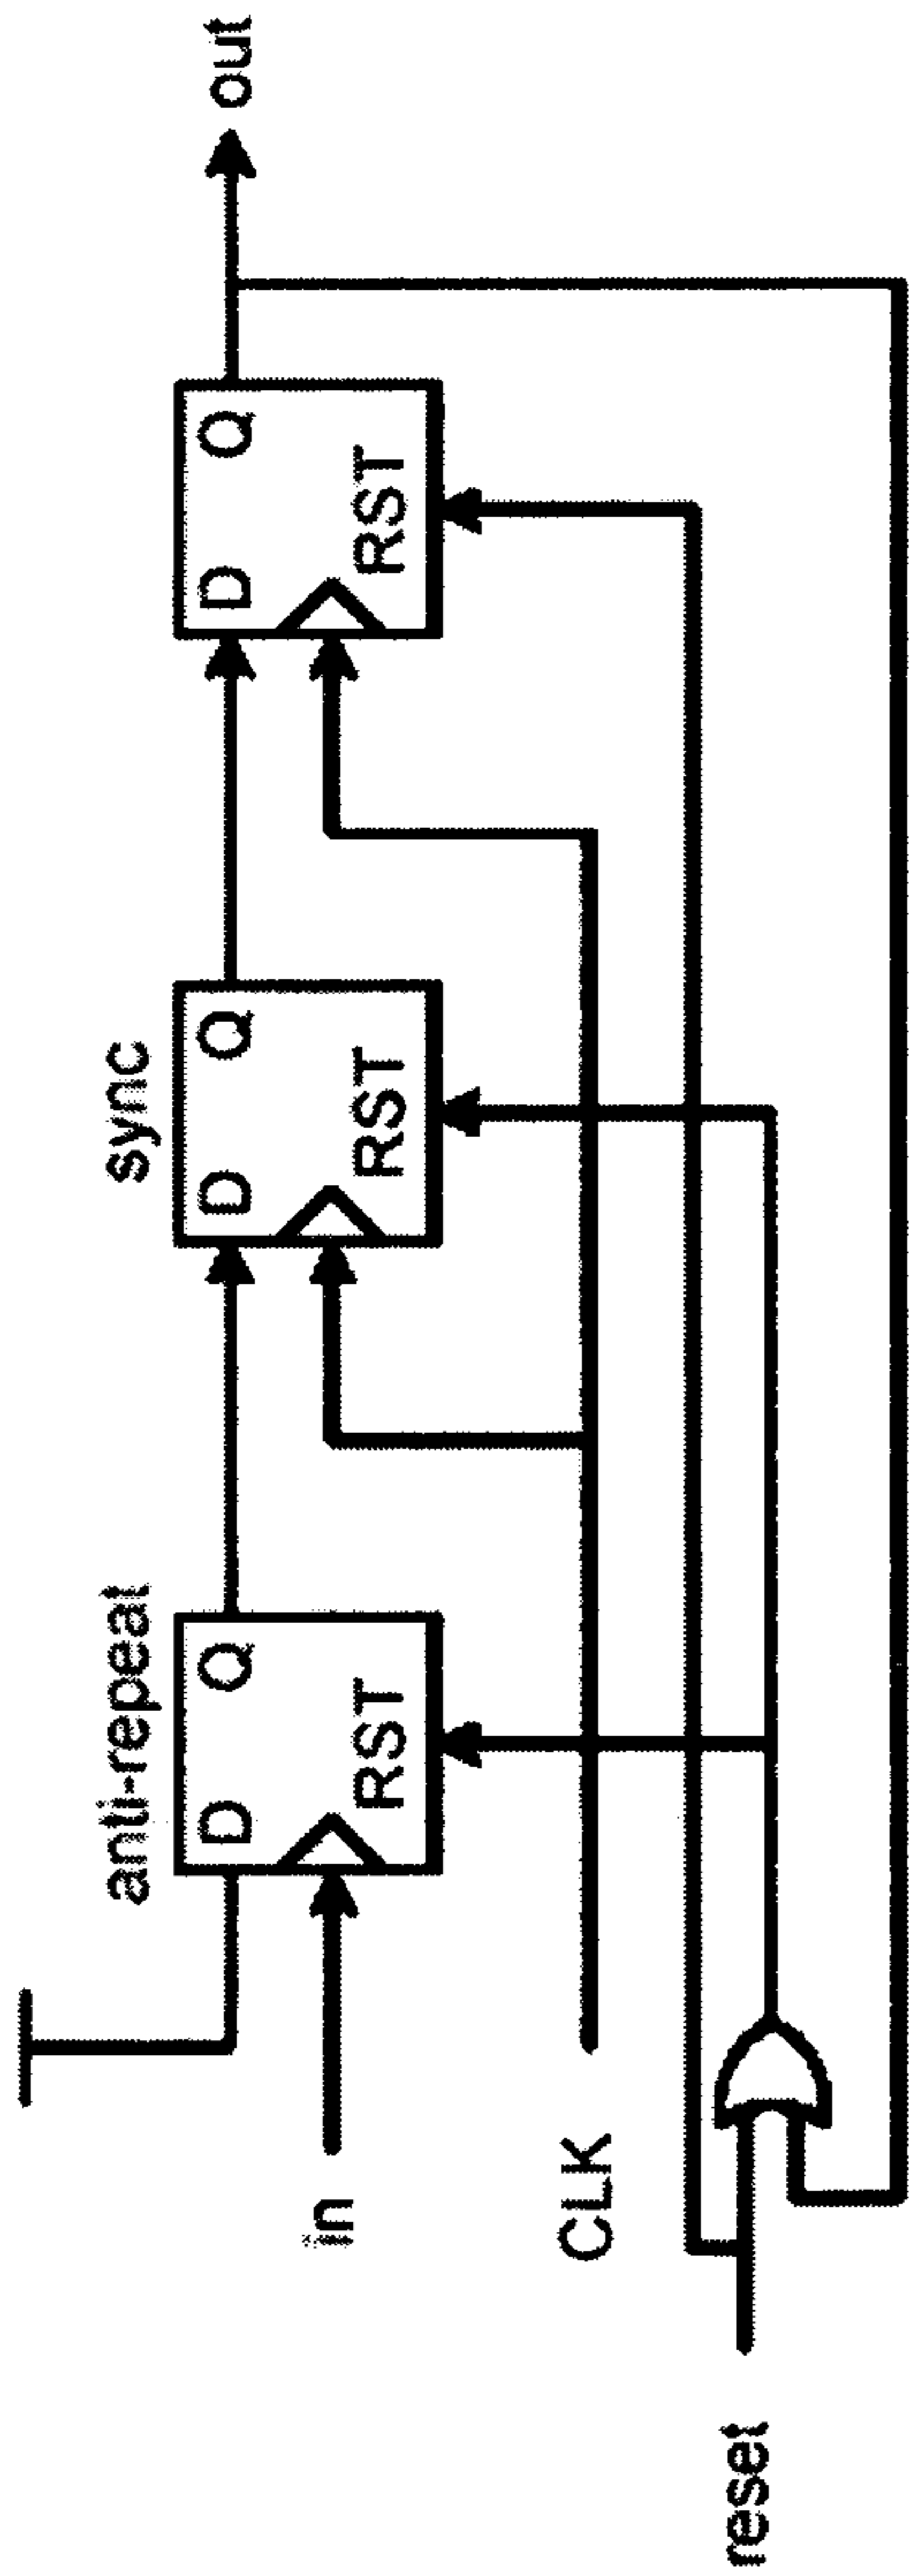 anti-repeat
sync
D Q
D Q
D Q
out
RST
RST
RST
in
CLK
reset